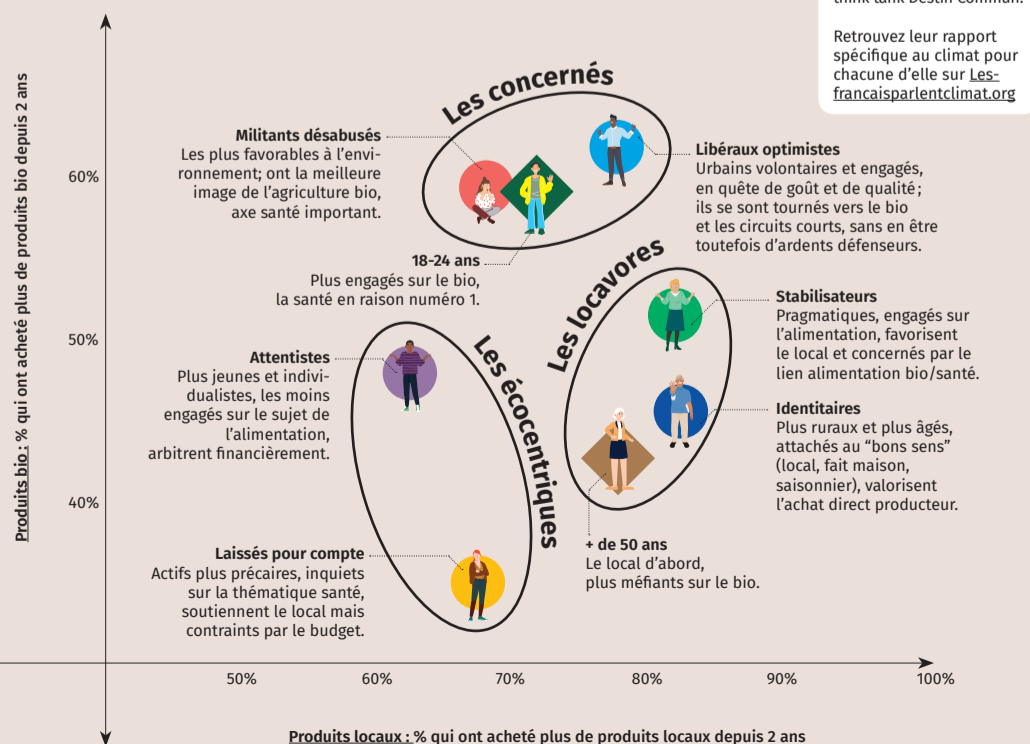 think tank Destin Commun.
Retrouvez leur rapport
spécifique au climat pour
chacune d'elle sur Les-
francaisparlentclimat.org
Produits bio : % qui ont acheté plus de produits bio depuis 2 ans
60%
50%
40%
Les concernés
Militants désabusés
Les plus favorables à l'envi-
ronnement; ont la meilleure
image de l'agriculture bio,
axe santé important.
Libéraux optimistes
Urbains volontaires et engagés,
en quête de goût et de qualité ;
ils se sont tournés vers le bio
et les circuits courts, sans en être
toutefois d'ardents défenseurs.
18-24 ans
Plus engagés sur le bio,
la santé en raison numéro 1.
Les locavores
Stabilisateurs
Pragmatiques, engagés sur
l'alimentation, favorisent
le local et concernés par le
lien alimentation bio/santé.
Identitaires
Plus ruraux et plus âgés,
attachés au "bons sens"
(local, fait maison,
saisonnier), valorisent
l'achat direct producteur.
+ de 50 ans
Le local d'abord,
plus méfiants sur le bio.
Les écocentriques
Attentistes
Plus jeunes et indivi-
dualistes, les moins
engagés sur le sujet de
l'alimentation,
arbitrent financièrement.
Laissés pour compte
Actifs plus précaires, inquiets
sur la thématique santé,
soutiennent le local mais
contraints par le budget.
50%
60%
70%
80%
90%
100%
Produits locaux : % qui ont acheté plus de produits locaux depuis 2 ans